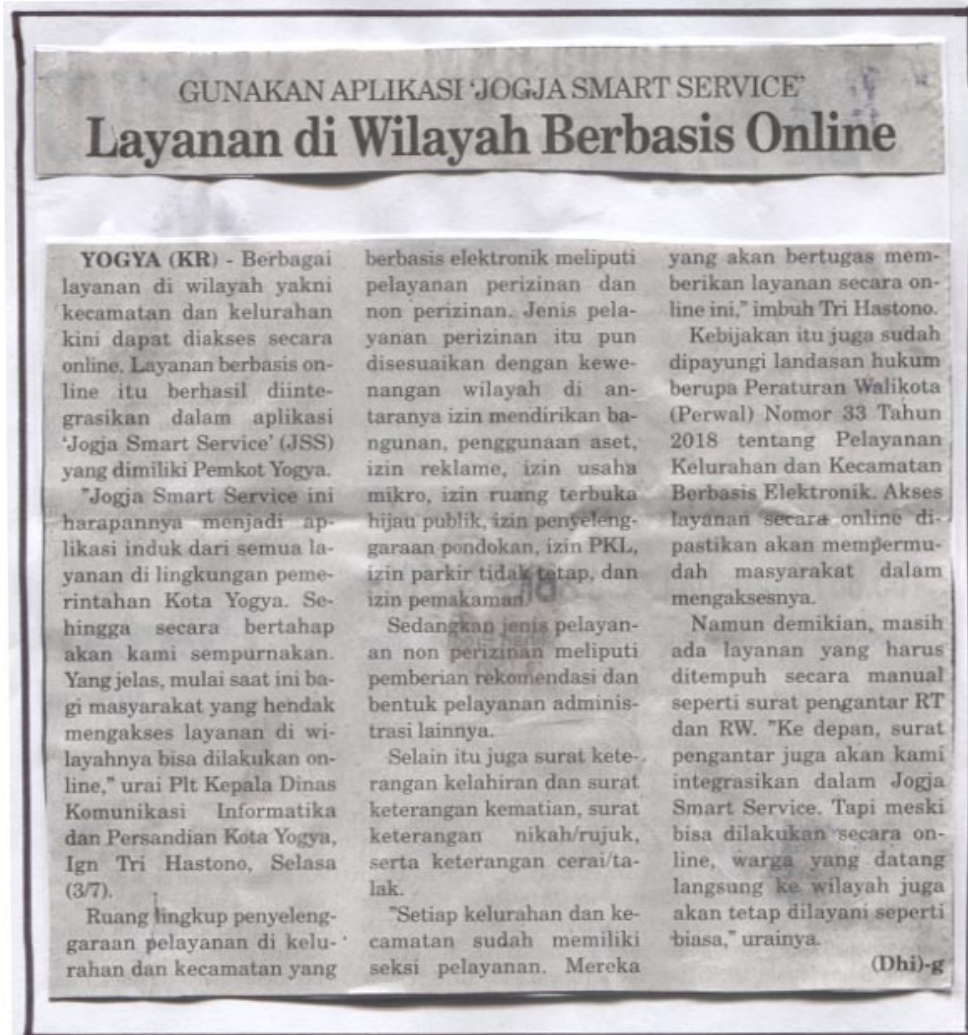 GUNAKAN APLIKASI 'JOGJA SMART SERVICE'
Layanan di Wilayah Berbasis Online
YOGYA (KR) - Berbagai
layanan di wilayah yakni
kecamatan dan kelurahan
kini dapat diakses secara
online. Layanan berbasis on-
line itu berhasil diinte-
grasikan dalam aplikasi
'Jogja Smart Service' (JSS)
yang dimiliki Pemkot Yogya.
"Jogja Smart Service ini
harapannya menjadi ap-
likasi induk dari semua la-
yanan di lingkungan peme-
rintahan Kota Yogya. Se-
hingga secara bertahap
akan kami sempurnakan.
Yang jelas, mulai saat ini ba-
gi masyarakat yang hendak
mengakses layanan di wi-
layahnya bisa dilakukan on-
line," urai Plt Kepala Dinas
Komunikasi Informatika
dan Persandian Kota Yogya,
Ign Tri Hastono, Selasa
(3/7).
Ruang lingkup penyeleng-
garaan pelayanan di kelu-
rahan dan kecamatan yang
berbasis elektronik meliputi
pelayanan perizinan dan
non perizinan. Jenis pela-
yanan perizinan itu pun
disesuaikan dengan kewe-
nangan wilayah di an-
taranya izin mendirikan ba-
ngunan, penggunaan aset,
izin reklame, izin usaha
mikro, izin ruang terbuka
hijau publik, izin penyeleng-
garaan pondokan, izin PKL,
izin parkir tidak tetap, dan
izin pemakaman.
Sedangkan jenis pelayan-
an non perizinan meliputi
pemberian rekomendasi dan
bentuk pelayanan adminis-
trasi lainnya.
Selain itu juga surat kete-
rangan kelahiran dan surat
keterangan kematian, surat
keterangan nikah/rujuk,
serta keterangan cerai/ta-
lak.
"Setiap kelurahan dan ke-
camatan sudah memiliki
seksi pelayanan. Mereka
yang akan bertugas mem-
berikan layanan secara on-
line ini," imbuh Tri Hastono.
Kebijakan itu juga sudah
dipayungi landasan hukum
berupa Peraturan Walikota
(Perwal) Nomor 33 Tahun
2018 tentang Pelayanan
Kelurahan dan Kecamatan
Berbasis Elektronik. Akses
layanan secara online di-
pastikan akan mempermu-
dah masyarakat dalam
mengaksesnya.
Namun demikian, masih
ada layanan yang harus
ditempuh secara manual
seperti surat pengantar RT
dan RW. "Ke depan, surat
pengantar juga akan kami
integrasikan dalam Jogja
Smart Service. Tapi meski
bisa dilakukan secara on-
line, warga yang datang
langsung ke wilayah juga
akan tetap dilayani seperti
biasa," urainya.
(Dhi)-g